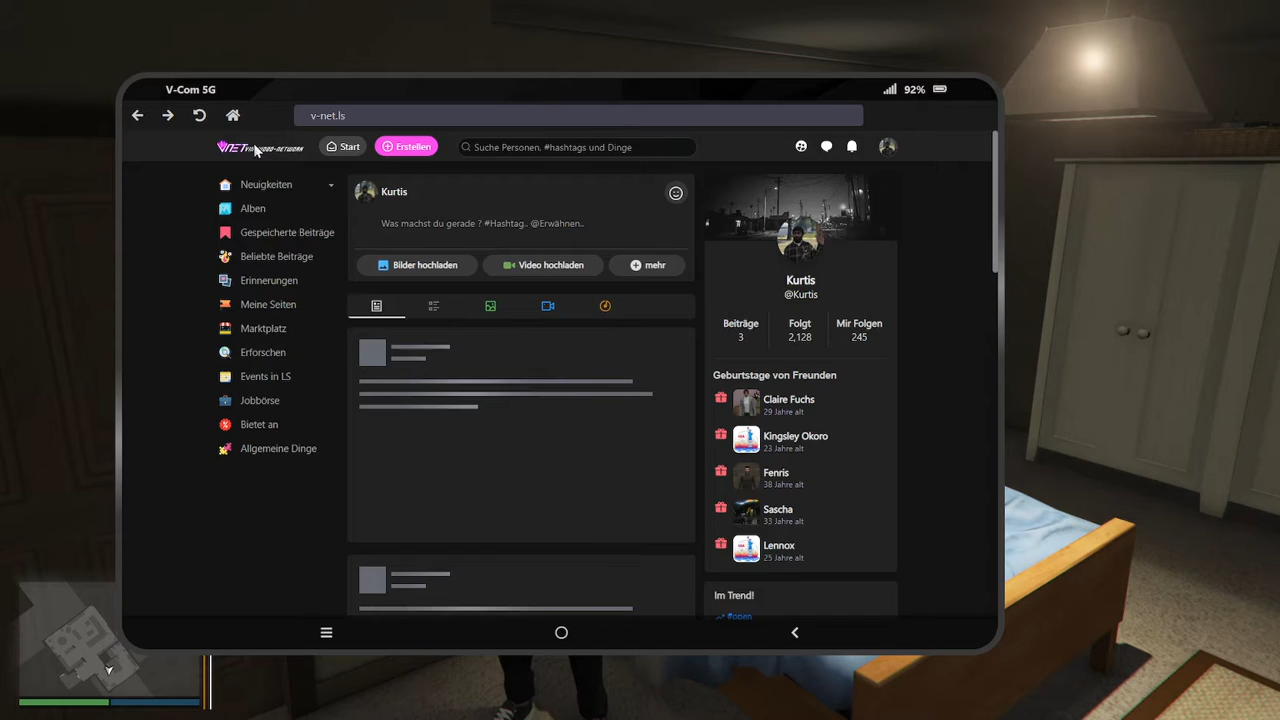 V-Com 5G
92%
v-net.ls
Start
Erstellen
Suche Personen, #hashtags und Dinge
Neuigkeiten
Alben
Gespeicherte Beiträge
Beliebte Beiträge
Erinnerungen
Meine Seiten
Marktplatz
Erforschen
Events in LS
Jobbörse
Bietet an
Allgemeine Dinge
Kurtis
Was machst du gerade ? #Hashtag.. @Erwähnen..
Bilder hochladen
Video hochladen
mehr
Kurtis
@Kurtis
Beiträge
3
Folgt
2,128
Mir Folgen
245
Geburtstage von Freunden
Claire Fuchs
29 Jahre alt
Kingsley Okoro
23 Jahre alt
Fenris
38 Jahre alt
Sascha
33 Jahre alt
Lennox
25 Jahre alt
Im Trend!
#open